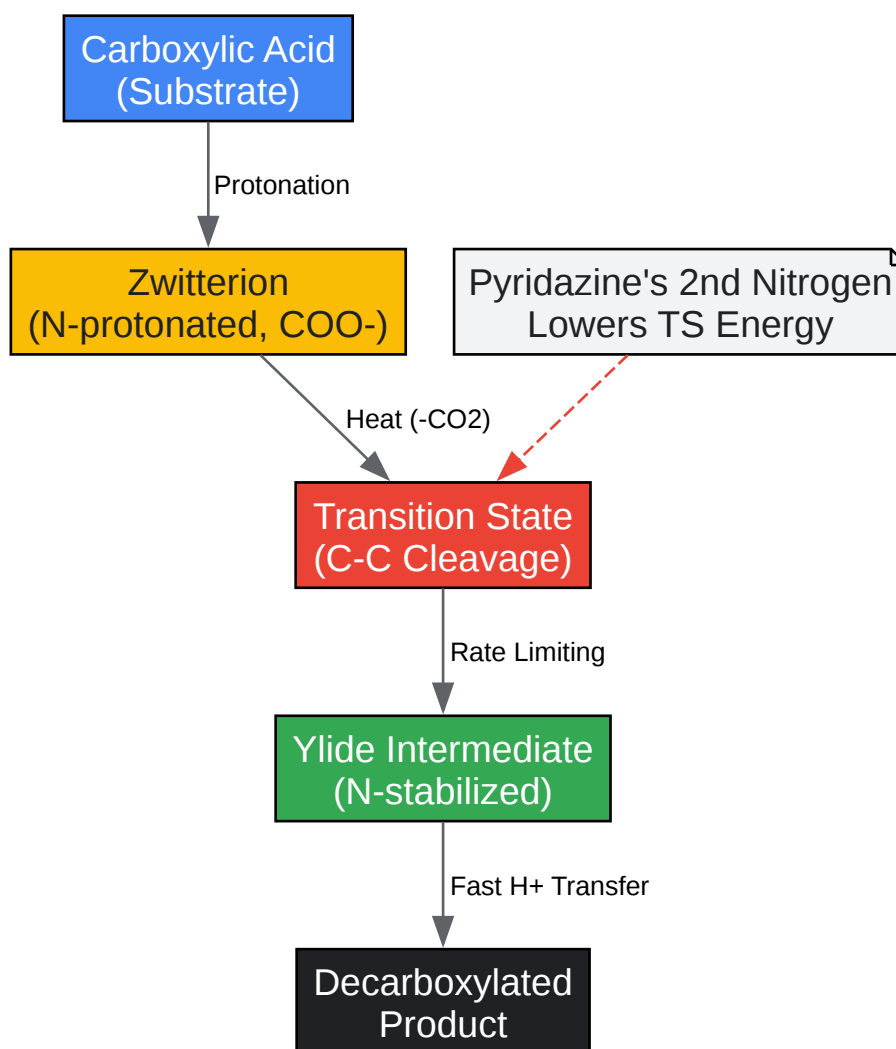 Carboxylic Acid
(Substrate)
Protonation
Zwitterion
(N-protonated, COO-)
Pyridazine's 2nd Nitrogen
Lowers TS Energy
Heat (-CO2)
Transition State
(C-C Cleavage)
Rate Limiting
Ylide Intermediate
(N-stabilized)
Fast H+ Transfer
Decarboxylated
Product